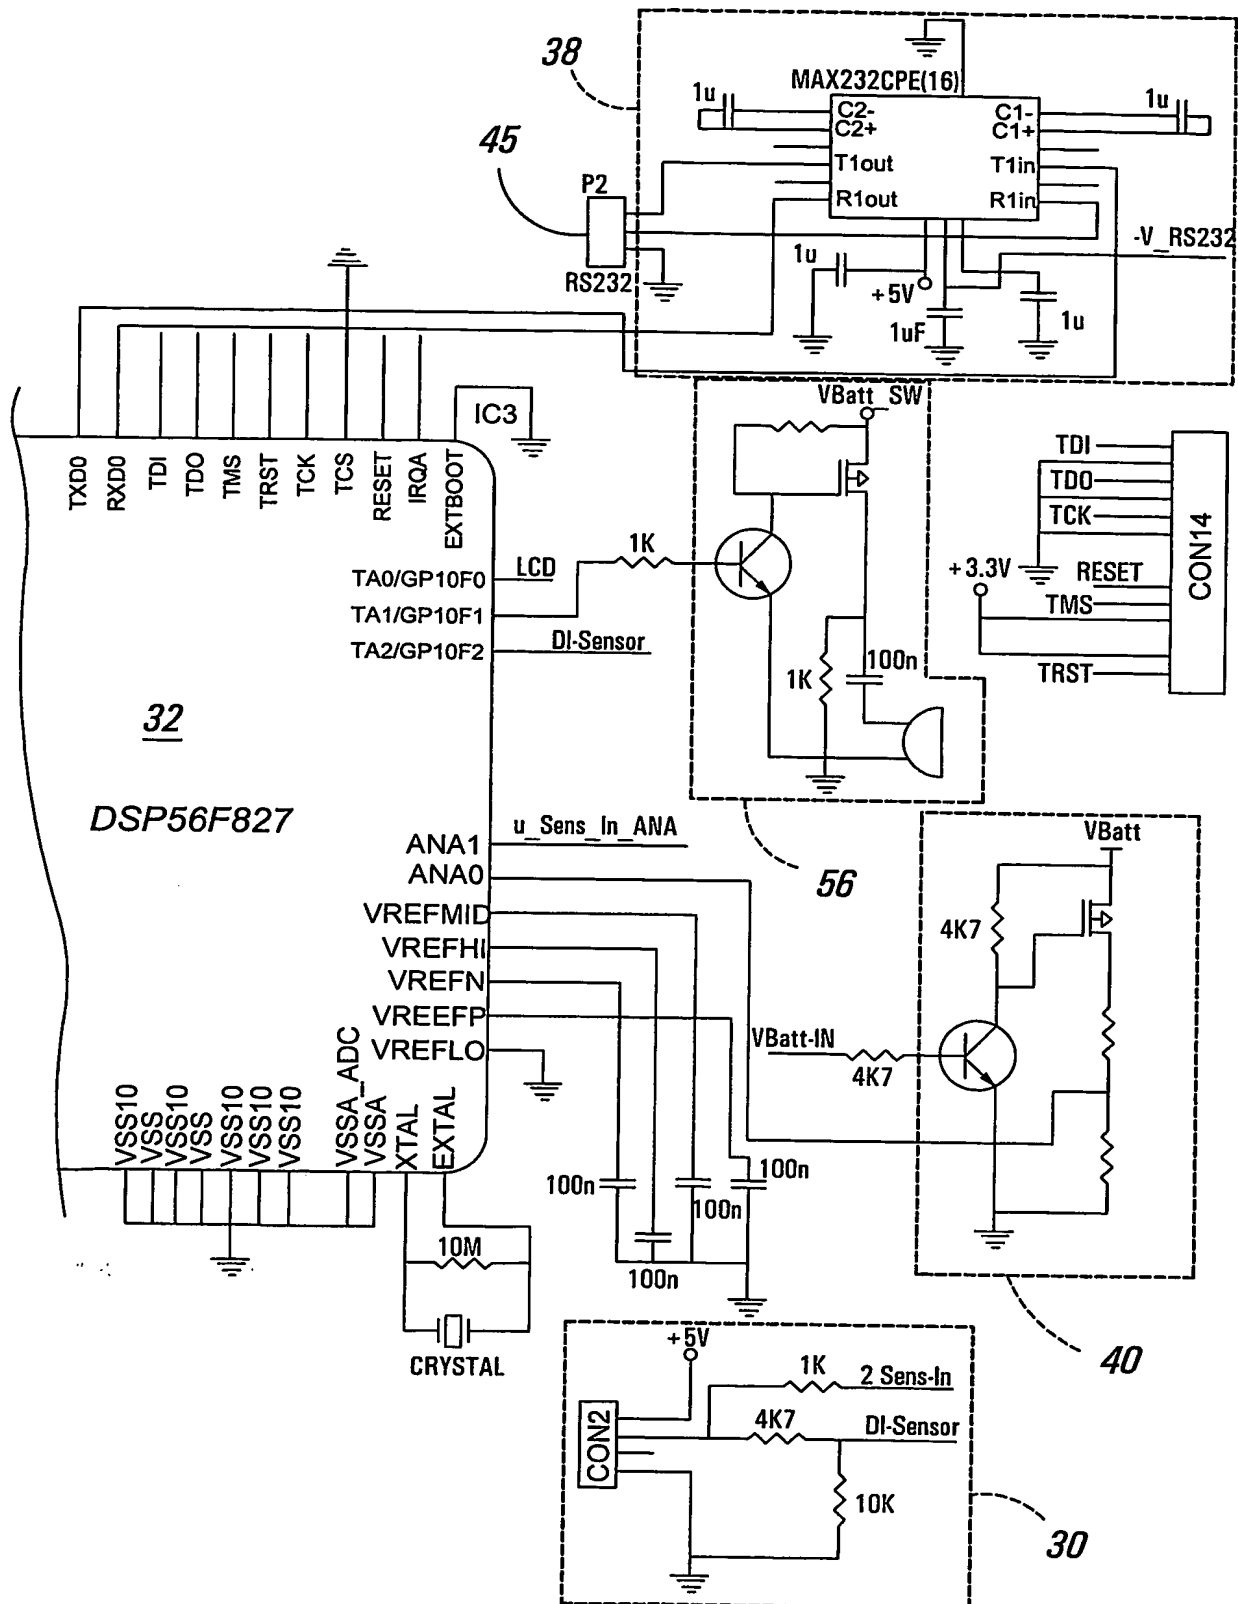 38
MAX232CPE(16)
1u
C2-
C2+
T1out
R1out
C1-
C1+
T1in
R1in
1u
45
P2
RS232
1u
+5V
1uF
1u
-V_RS232
TXD0
RXD0
TDI
TDO
TMS
TRST
TCK
TCS
RESET
IRQA
EXTBOOT
IC3
TA0/GP10F0
LCD
TA1/GP10F1
TA2/GP10F2
DI-Sensor
1K
VBatt SW
1K
100n
56
TDI
TDO
TCK
+3.3V
RESET
TMS
TRST
CON14
32
DSP56F827
ANA1
u_Sens_In_ANA
ANA0
VREFMID
VREFHI
VREFN
VREEFP
VREFLO
VSS10
VSS
VSS10
VSS
VSS10
VSS10
VSS10
VSSA_ADC
VSSA
XTAL
EXTAL
10M
CRYSTAL
100n
100n
100n
100n
VBatt
4K7
VBatt-IN
4K7
40
+5V
CON2
1K
2 Sens-In
4K7
DI-Sensor
10K
30